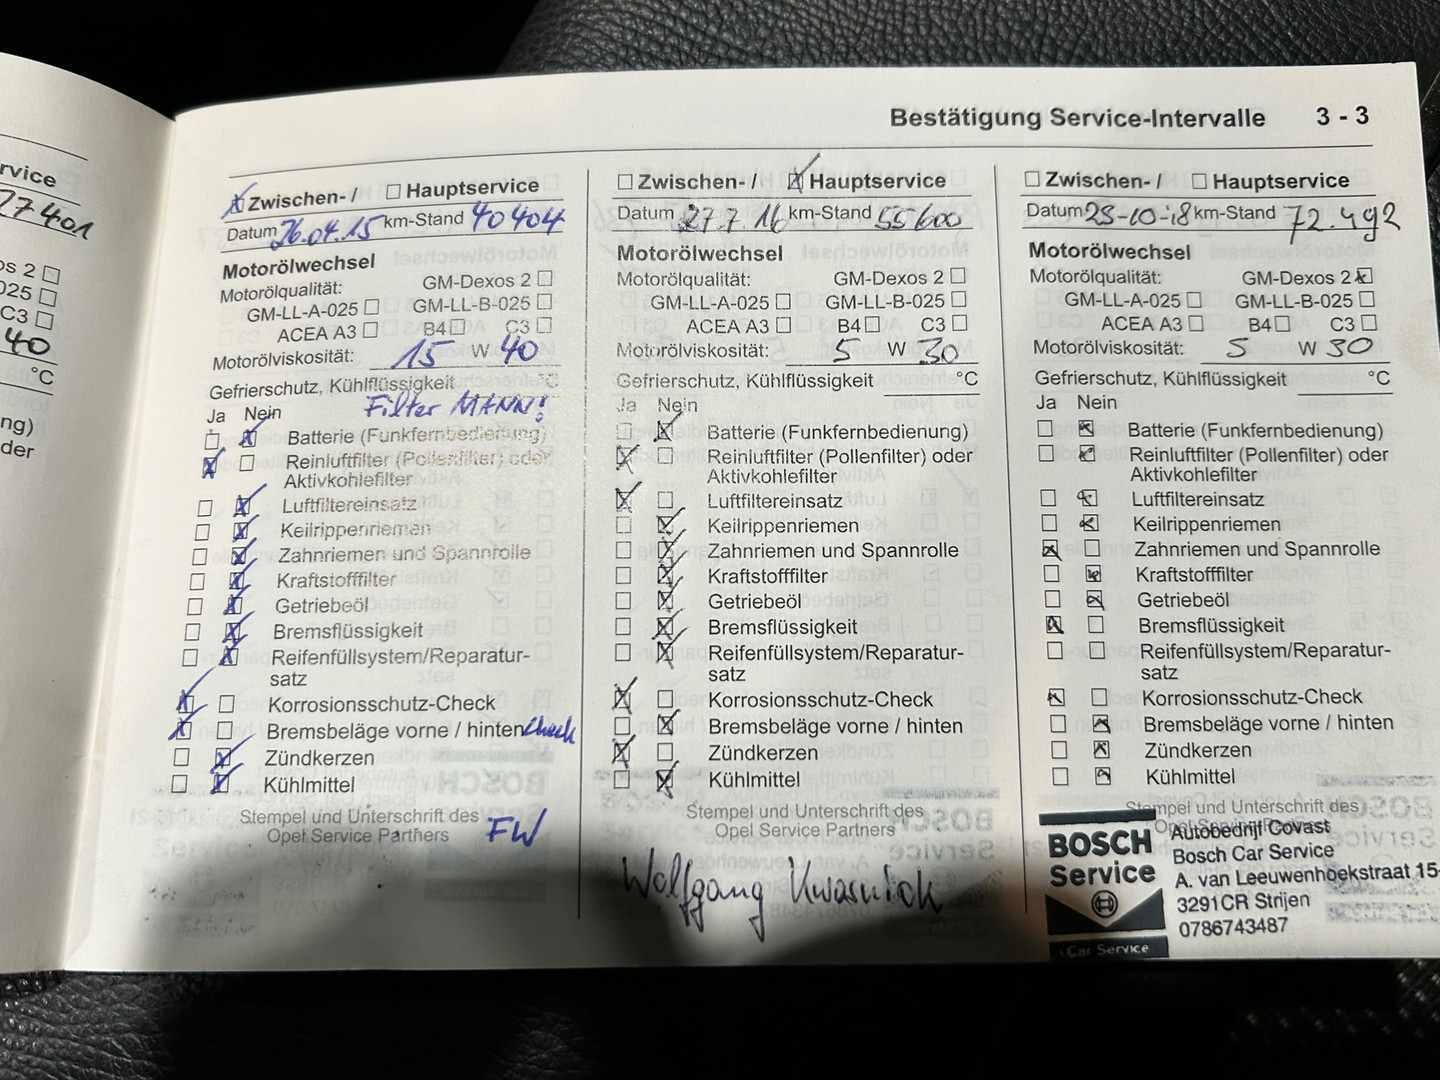 rvice
27401
os 2
025
C3
40
°C
ng)
der
Bestätigung Service-Intervalle 3 - 3
Zwischen- / Hauptservice
Datum 26.04.15 km-Stand 40404
Motorölwechsel
Motorölqualität: GM-Dexos 2
GM-LL-A-025 GM-LL-B-025
ACEA A3 B4 C3
Motorölviskosität: 15 W 40
Gefrierschutz, Kühlflüssigkeit °C
Ja Nein Filter MANN!
Batterie (Funkfernbedienung)
Reinluftfilter (Pollenfilter) oder
Aktivkohlefilter
Luftfiltereinsatz
Keilrippenriemen
Zahnriemen und Spannrolle
Kraftstofffilter
Getriebeöl
Bremsflüssigkeit
Reifenfüllsystem/Reparatur-
satz
Korrosionsschutz-Check
Bremsbeläge vorne / hinten Check
Zündkerzen
Kühlmittel
Stempel und Unterschrift des
Opel Service Partners FW
Zwischen- / Hauptservice
Datum 27.7.16 km-Stand 55600
Motorölwechsel
Motorölqualität: GM-Dexos 2
GM-LL-A-025 GM-LL-B-025
ACEA A3 B4 C3
Motorölviskosität: 5 W 30
Gefrierschutz, Kühlflüssigkeit °C
Ja Nein
Batterie (Funkfernbedienung)
Reinluftfilter (Pollenfilter) oder
Aktivkohlefilter
Luftfiltereinsatz
Keilrippenriemen
Zahnriemen und Spannrolle
Kraftstofffilter
Getriebeöl
Bremsflüssigkeit
Reifenfüllsystem/Reparatur-
satz
Korrosionsschutz-Check
Bremsbeläge vorne / hinten
Zündkerzen
Kühlmittel
Stempel und Unterschrift des
Opel Service Partners
Wolfgang
Zwischen- / Hauptservice
Datum 23-10-18 km-Stand 72.492
Motorölwechsel
Motorölqualität: GM-Dexos 2
GM-LL-A-025 GM-LL-B-025
ACEA A3 B4 C3
Motorölviskosität: 5 W 30
Gefrierschutz, Kühlflüssigkeit °C
Ja Nein
Batterie (Funkfernbedienung)
Reinluftfilter (Pollenfilter) oder
Aktivkohlefilter
Luftfiltereinsatz
Keilrippenriemen
Zahnriemen und Spannrolle
Kraftstofffilter
Getriebeöl
Bremsflüssigkeit
Reifenfüllsystem/Reparatur-
satz
Korrosionsschutz-Check
Bremsbeläge vorne / hinten
Zündkerzen
Kühlmittel
Stempel und Unterschrift des
Opel Service Partners
BOSCH
Service
Car Service
Autobedrijf Covast
Bosch Car Service
A. van Leeuwenhoekstraat 15-
3291CR Strijen
0786743487